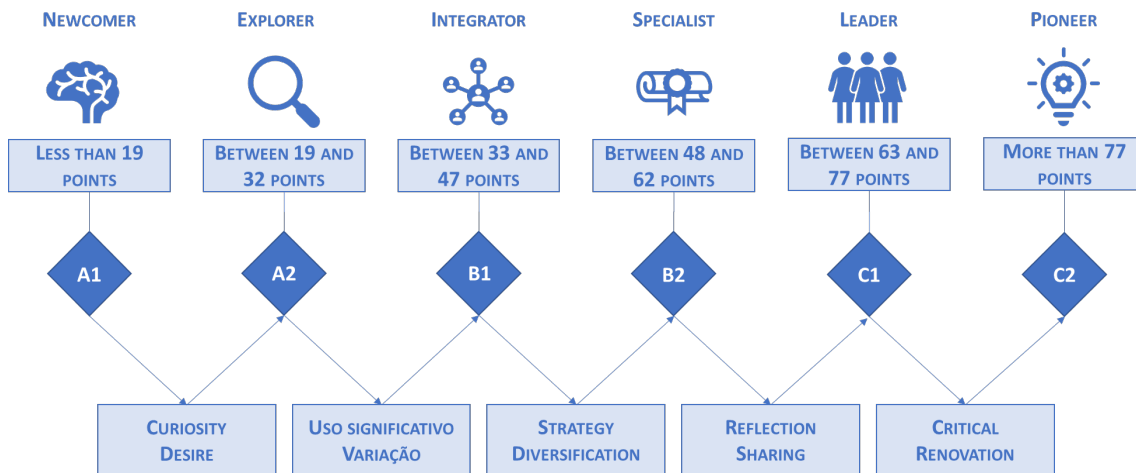 NEWCOMER
EXPLORER
INTEGRATOR
SPECIALIST
LEADER
PIONEER
LESS THAN 19
POINTS
BETWEEN 19 AND
32 POINTS
BETWEEN 33 AND
47 POINTS
BETWEEN 48 AND
62 POINTS
BETWEEN 63 AND
77 POINTS
MORE THAN 77
POINTS
A1
A2
B1
B2
C1
C2
CURIOSITY
DESIRE
USO SIGNIFICATIVO
VARIAÇÃO
STRATEGY
DIVERSIFICATION
REFLECTION
SHARING
CRITICAL
RENOVATION